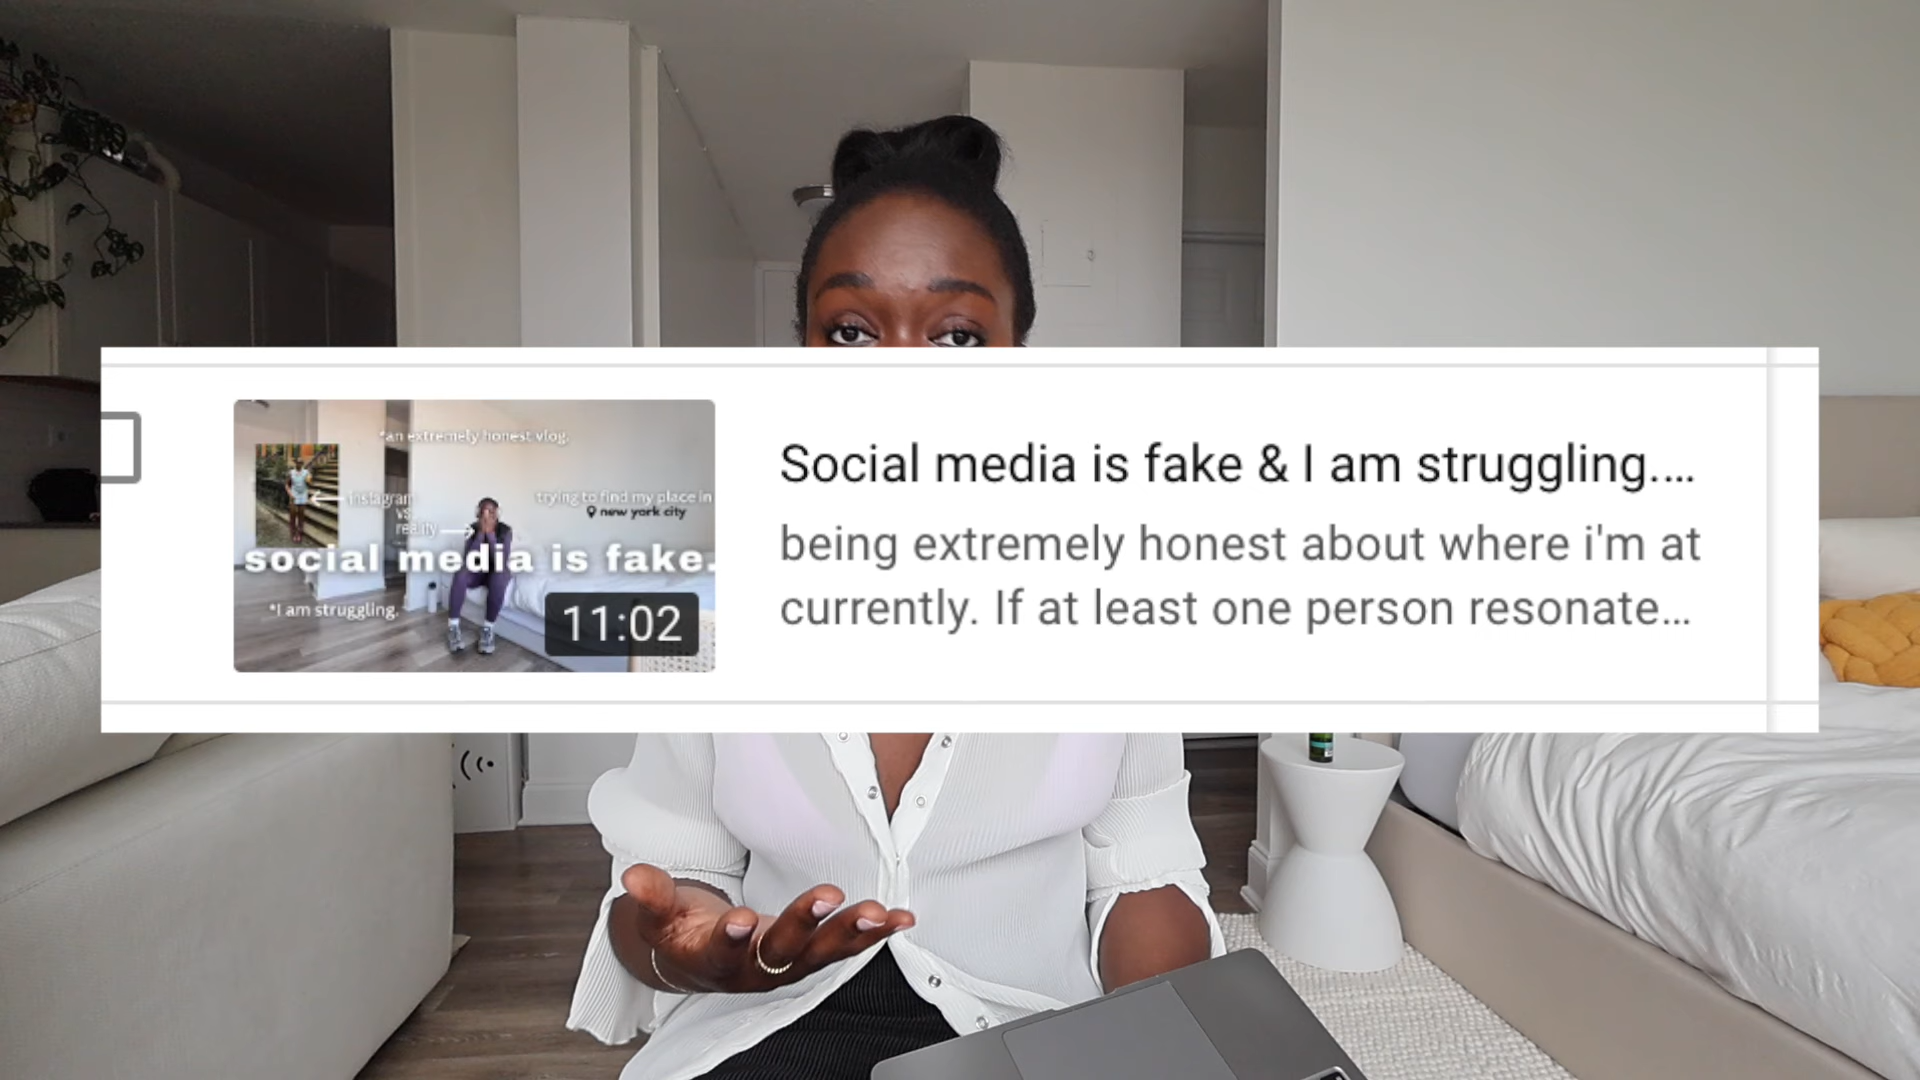 *an extremely honest vlog.
instagram
vs.
reality
trying to find my place in
new york city
social media is fake.
*I am struggling.
11:02
Social media is fake & I am struggling....
being extremely honest about where i'm at
currently. If at least one person resonate...